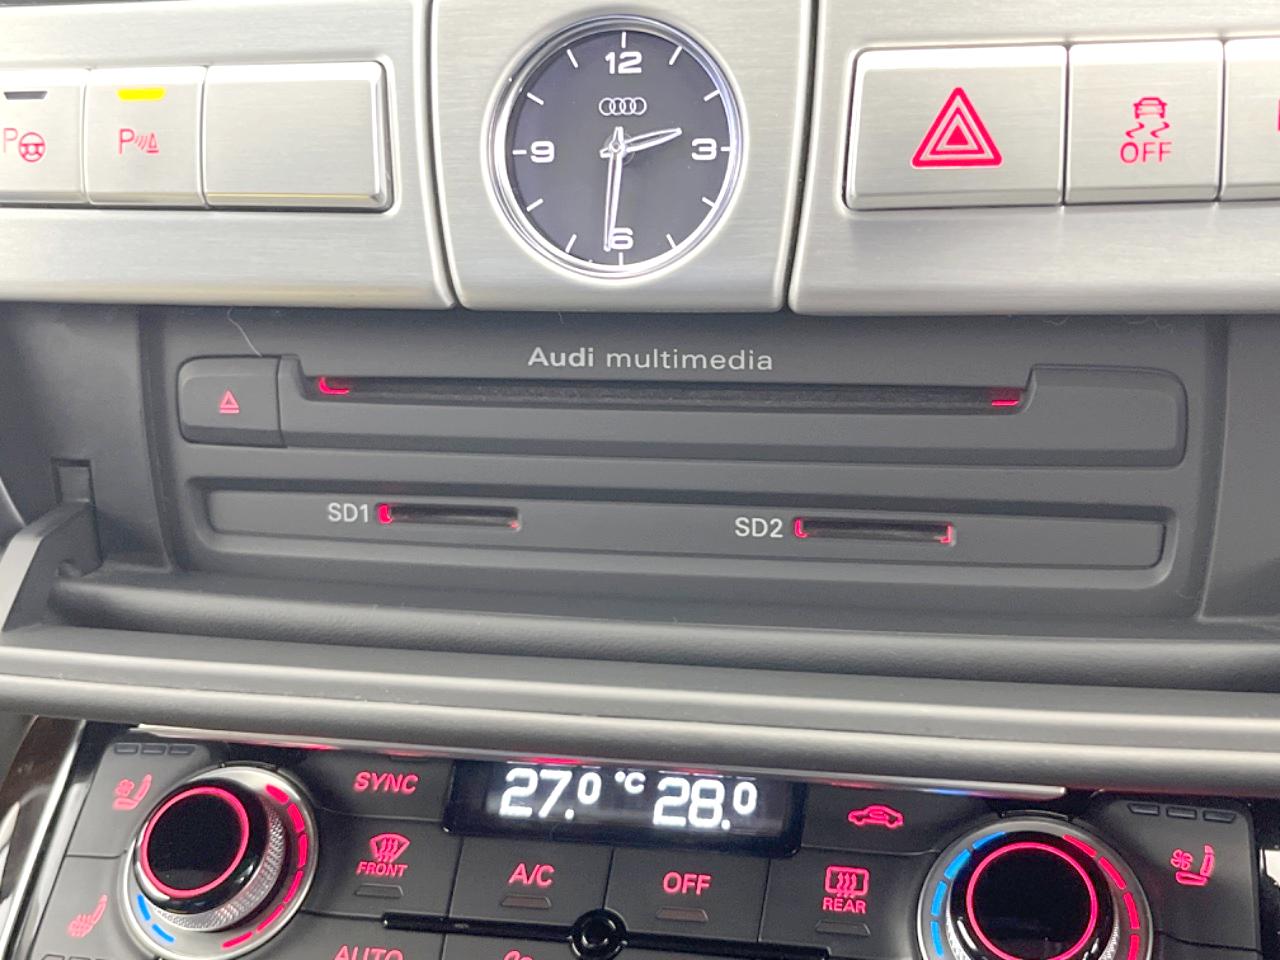 12
9
3
6
P
P
OFF
Audi multimedia
SD1
SD2
SYNC
27.0 °C 28.0
FRONT
A/C
OFF
REAR
AUTO